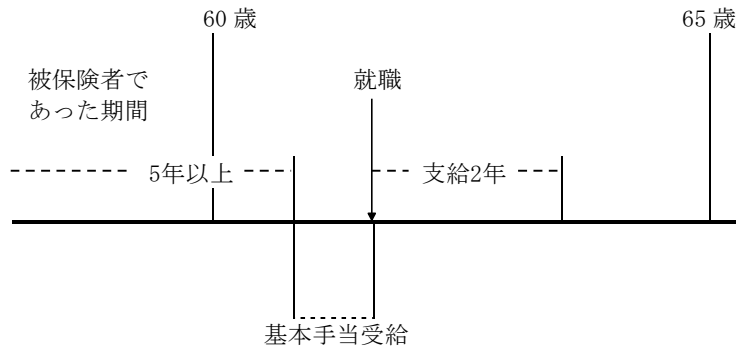 60 歳
65 歳
被保険者で
あった期間
就職
5年以上
支給2年
基本手当受給